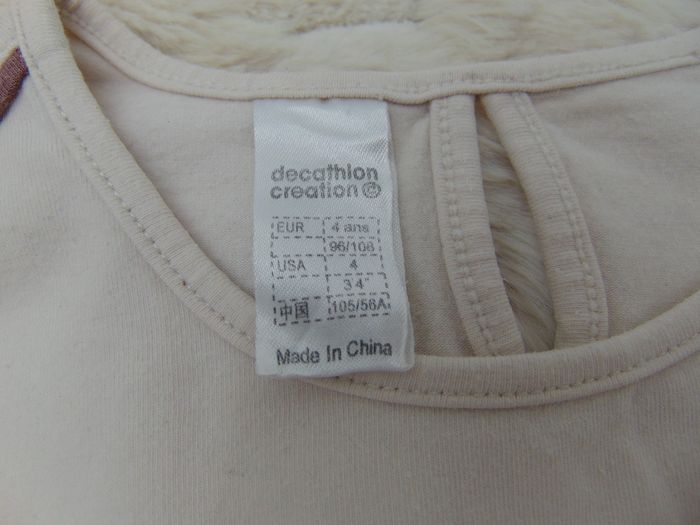 decathlon
creation ©
EUR 4 ans
96/108
USA 4
3'4"
中国 105/56A
Made In China